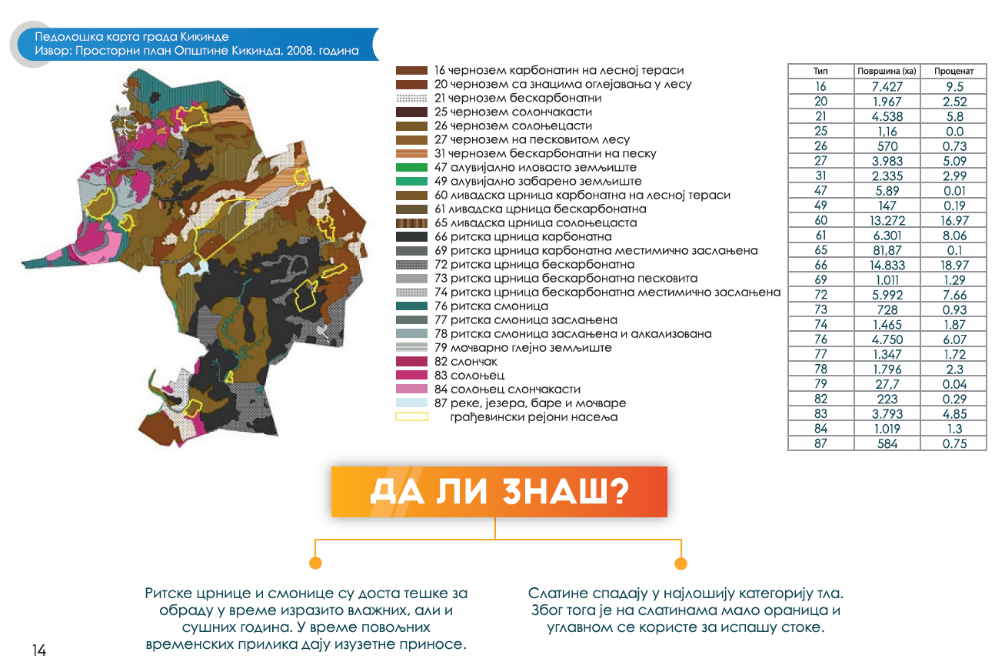 Педолошка карта града Кикинде
Извор: Просторни план Општине Кикинда, 2008. година
16 чернозем карбонатин на лесној тераси
20 чернозем са знацима оглејавања у лесу
21 чернозем бескарбонатни
25 чернозем солончакасти
26 чернозем солоњецасти
27 чернозем на песковитом лесу
31 чернозем бескарбонатни на песку
47 алувијално иловасто земљиште
49 алувијално забарено земљиште
60 ливадска црница карбонатна на лесној тераси
61 ливадска црница бескарбонатна
65 ливадска црница солоњецаста
66 ритска црница карбонатна
69 ритска црница карбонатна местимично заслањена
72 ритска црница бескарбонатна
73 ритска црница бескарбонатна песковита
74 ритска црница бескарбонатна местимично заслањена
76 ритска смоница
77 ритска смоница заслањена
78 ритска смоница заслањена и алкализована
79 мочварно глејно земљиште
82 слончак
83 солоњец
84 солоњец слончакасти
87 реке, језера, баре и мочваре
грађевински рејони насеља
Тип Површина (ха) Проценат
16 7.427 9.5
20 1.967 2.52
21 4.538 5.8
25 1,16 0.0
26 570 0.73
27 3.983 5.09
31 2.335 2.99
47 5,89 0.01
49 147 0.19
60 13.272 16.97
61 6.301 8.06
65 81,87 0.1
66 14.833 18.97
69 1.011 1.29
72 5.992 7.66
73 728 0.93
74 1.465 1.87
76 4.750 6.07
77 1.347 1.72
78 1.796 2.3
79 27,7 0.04
82 223 0.29
83 3.793 4.85
84 1.019 1.3
87 584 0.75
ДА ЛИ ЗНАШ?
Ритске црнице и смонице су доста тешке за
обраду у време изразито влажних, али и
сушних година. У време повољних
временских прилика дају изузетне приносе.
Слатине спадају у најлошију категорију тла.
Због тога је на слатинама мало ораница и
углавном се користе за испашу стоке.
14